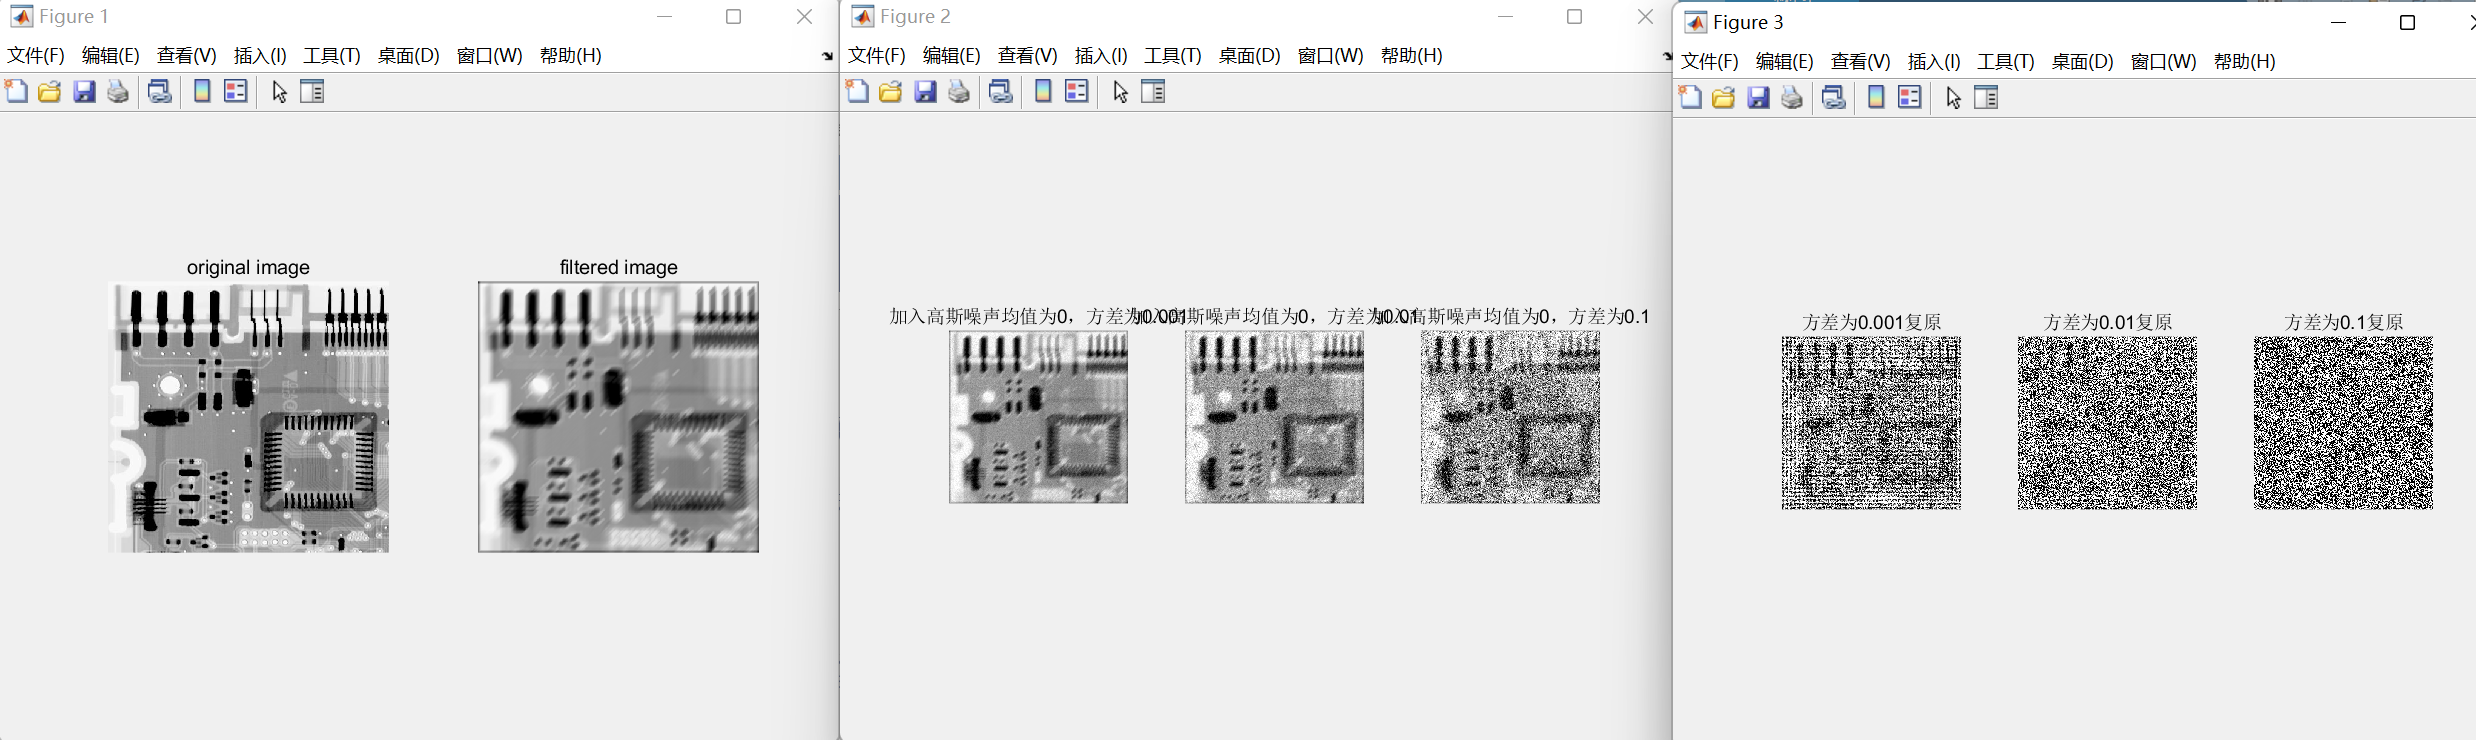 Figure 1
文件(F) 编辑(E) 查看(V) 插入(I) 工具(T) 桌面(D) 窗口(W) 帮助(H)
original image
filtered image
Figure 2
文件(F) 编辑(E) 查看(V) 插入(I) 工具(T) 桌面(D) 窗口(W) 帮助(H)
加入高斯噪声均值为0，方差为0.001
加入高斯噪声均值为0，方差为0.01
加入高斯噪声均值为0，方差为0.1
Figure 3
文件(F) 编辑(E) 查看(V) 插入(I) 工具(T) 桌面(D) 窗口(W) 帮助(H)
方差为0.001复原
方差为0.01复原
方差为0.1复原